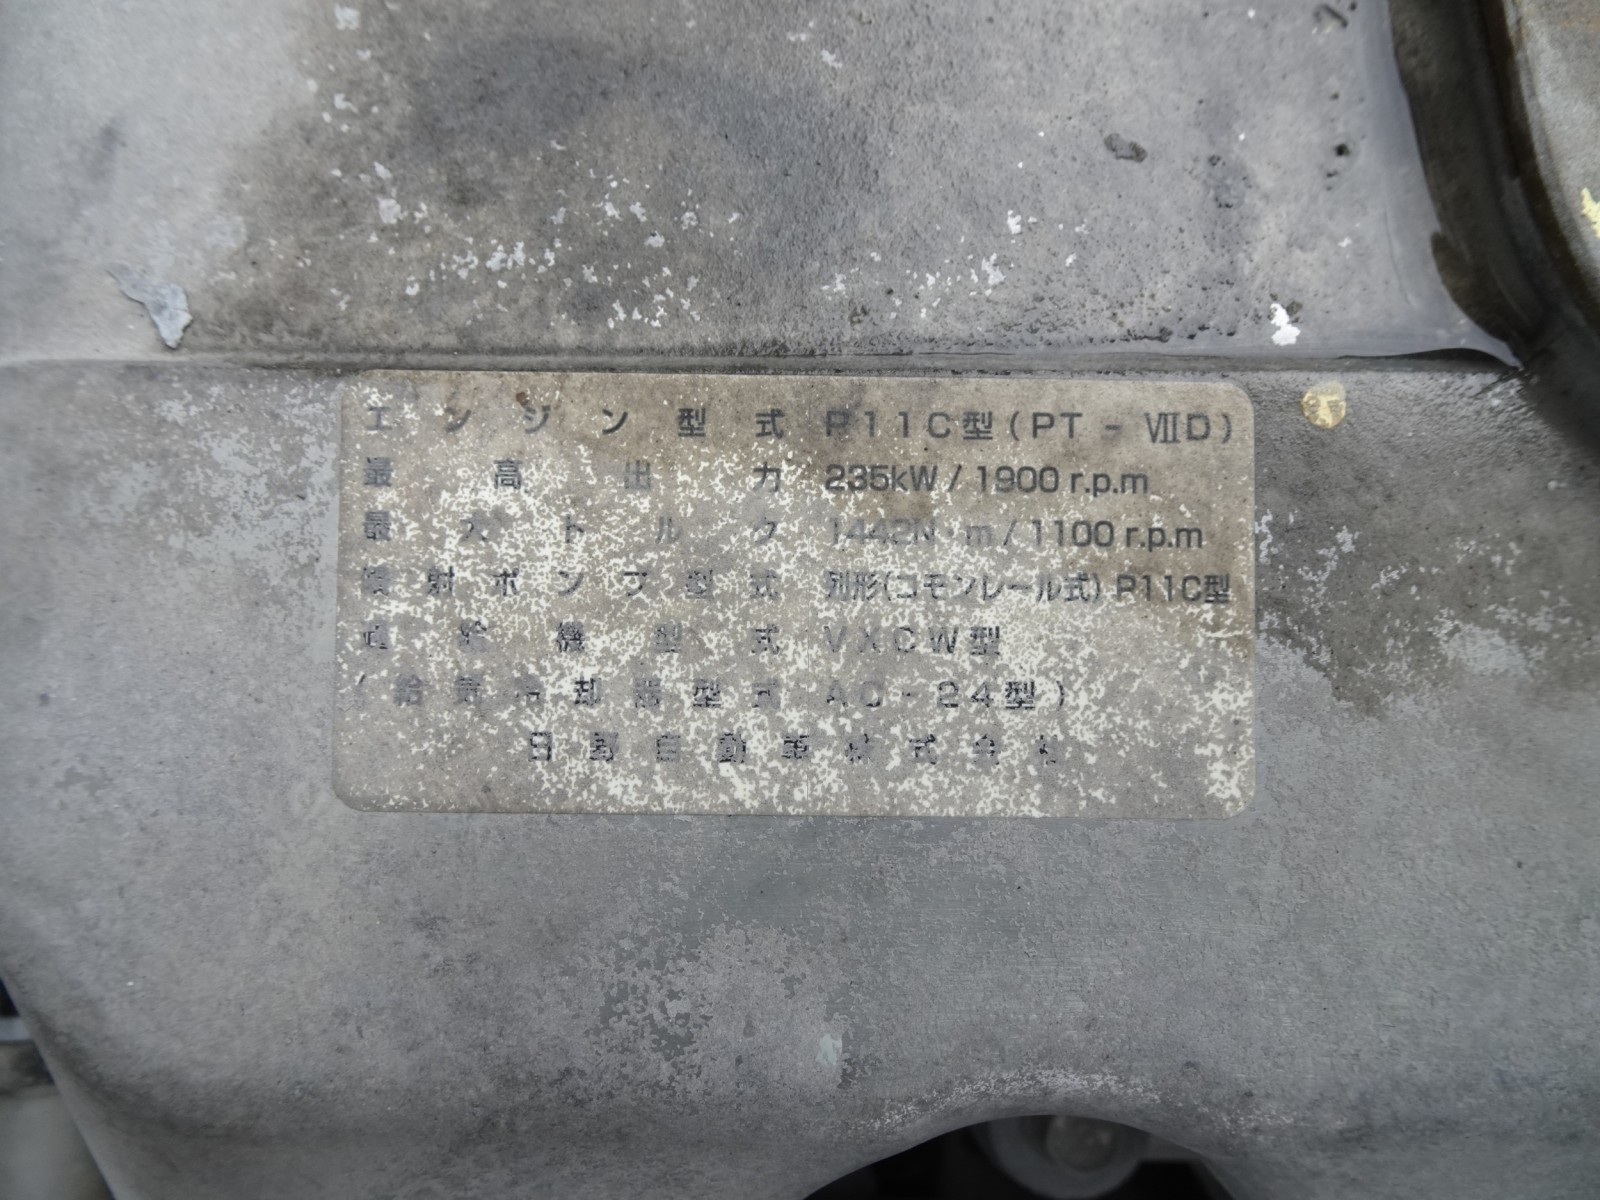 エンジン型式 P11C型(PT-ⅦD)
最高出力 235kW/1900 r.p.m
最大トルク 1442N·m/1100 r.p.m
噴射ポンプ型式 列形(コモンレール式) P11C型
過給機型式 VXCW型
(給気冷却器型式 AC-24型)
日野自動車株式会社